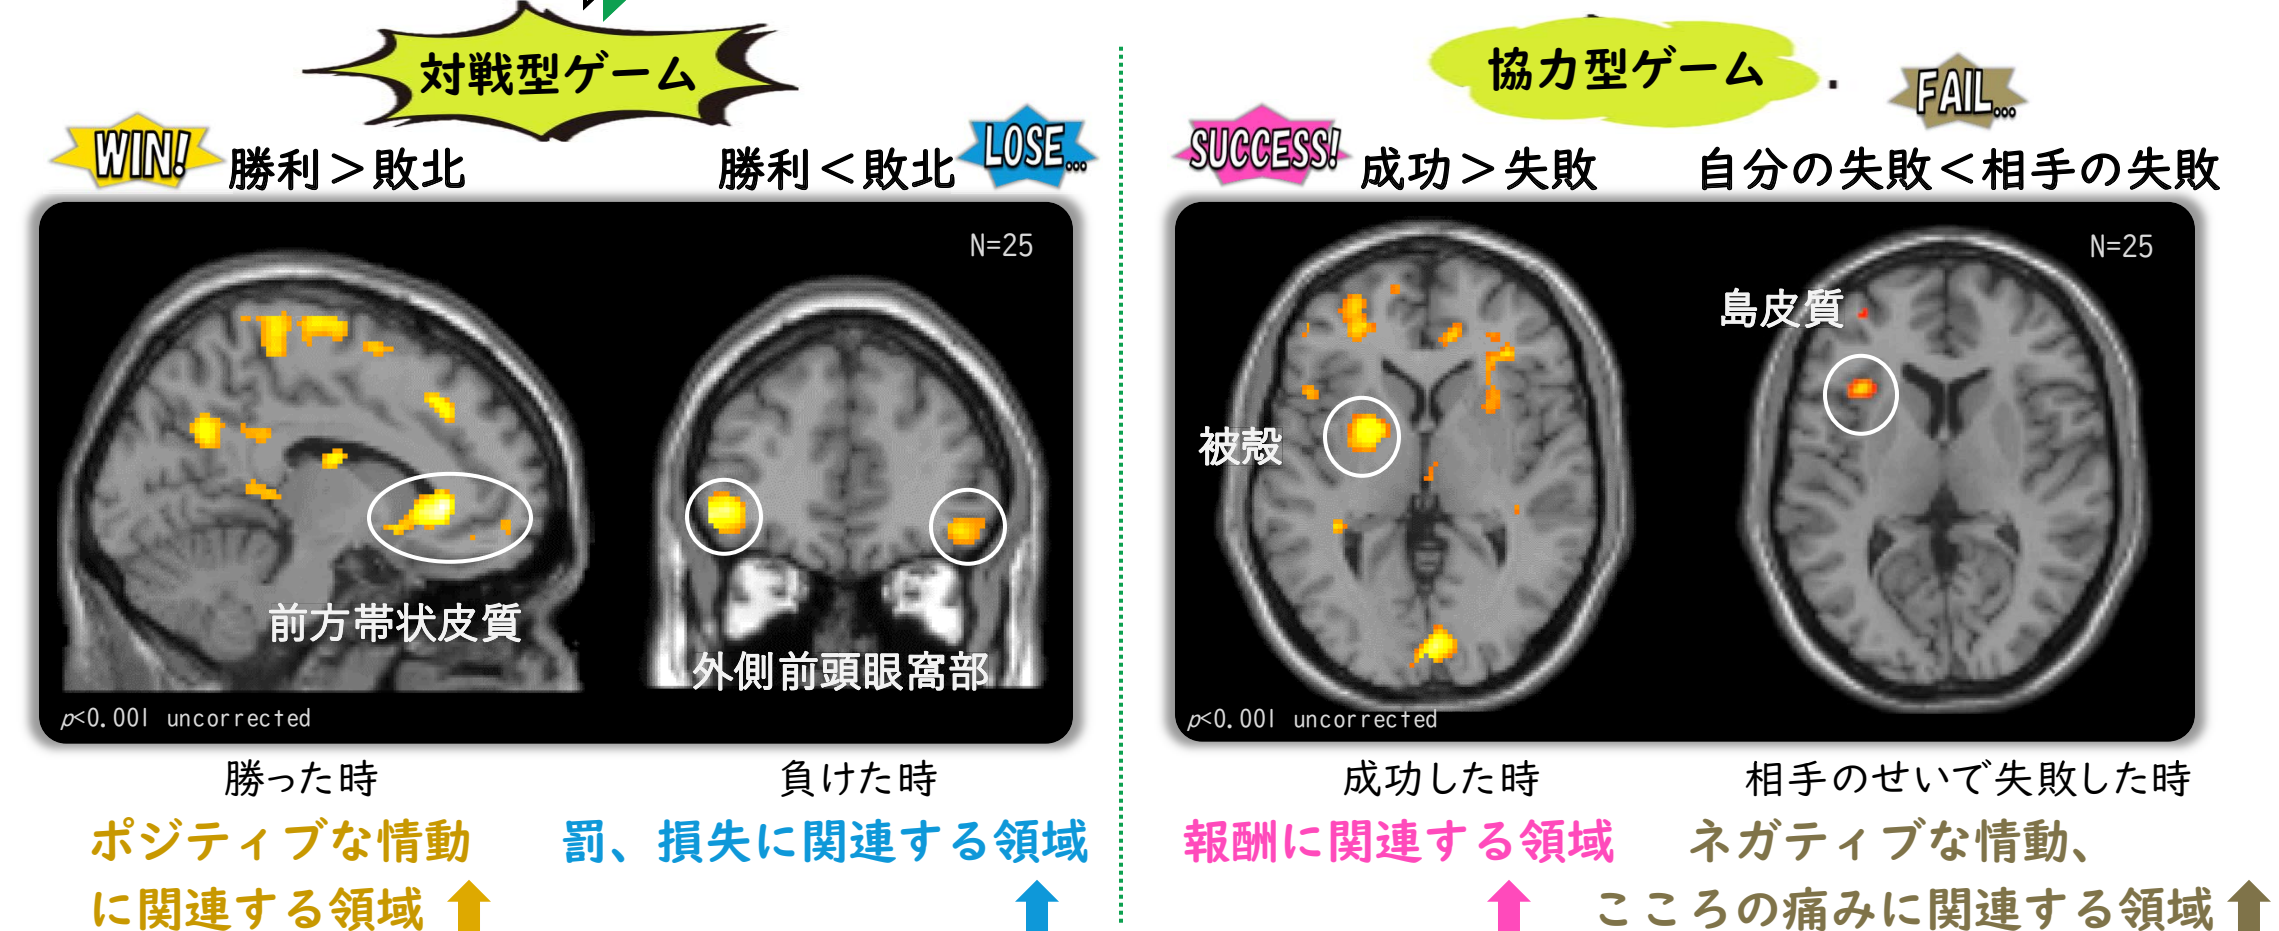 対戦型ゲーム
WIN!
勝利＞敗北
勝利＜敗北
LOSE...
N=25
前方帯状皮質
外側前頭眼窩部
p<0.001 uncorrected
勝った時
負けた時
ポジティブな情動
に関連する領域
罰、損失に関連する領域
協力型ゲーム
FAIL...
SUCCESS!
成功＞失敗
自分の失敗＜相手の失敗
N=25
島皮質
被殻
p<0.001 uncorrected
成功した時
相手のせいで失敗した時
報酬に関連する領域
ネガティブな情動、
こころの痛みに関連する領域